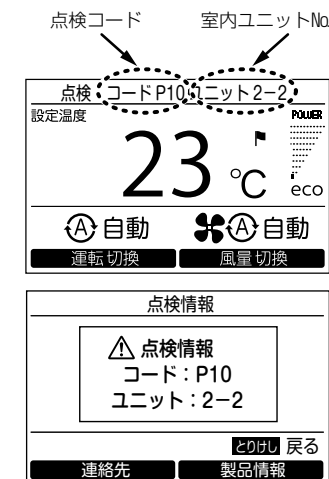 点検コード　室内ユニットNo.
点検 コードP10 ユニット2−2
設定温度　POWER
23℃
eco
Ⓐ自動　Ⓐ自動
運転切換　風量切換
点検情報
点検情報
コード：P10
ユニット：2−2
とりけし 戻る
連絡先　製品情報